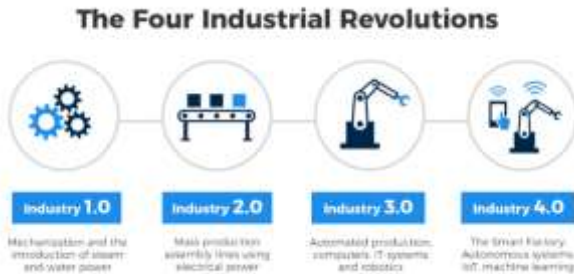 The Four Industrial Revolutions
Industry 1.0
Mechanization and the
introduction of steam
and water power
Industry 2.0
Mass production
assembly lines using
electrical power
Industry 3.0
Automated production,
computers, IT systems
and robotics
Industry 4.0
The Smart Factory.
Autonomous systems,
IoT, machine learning